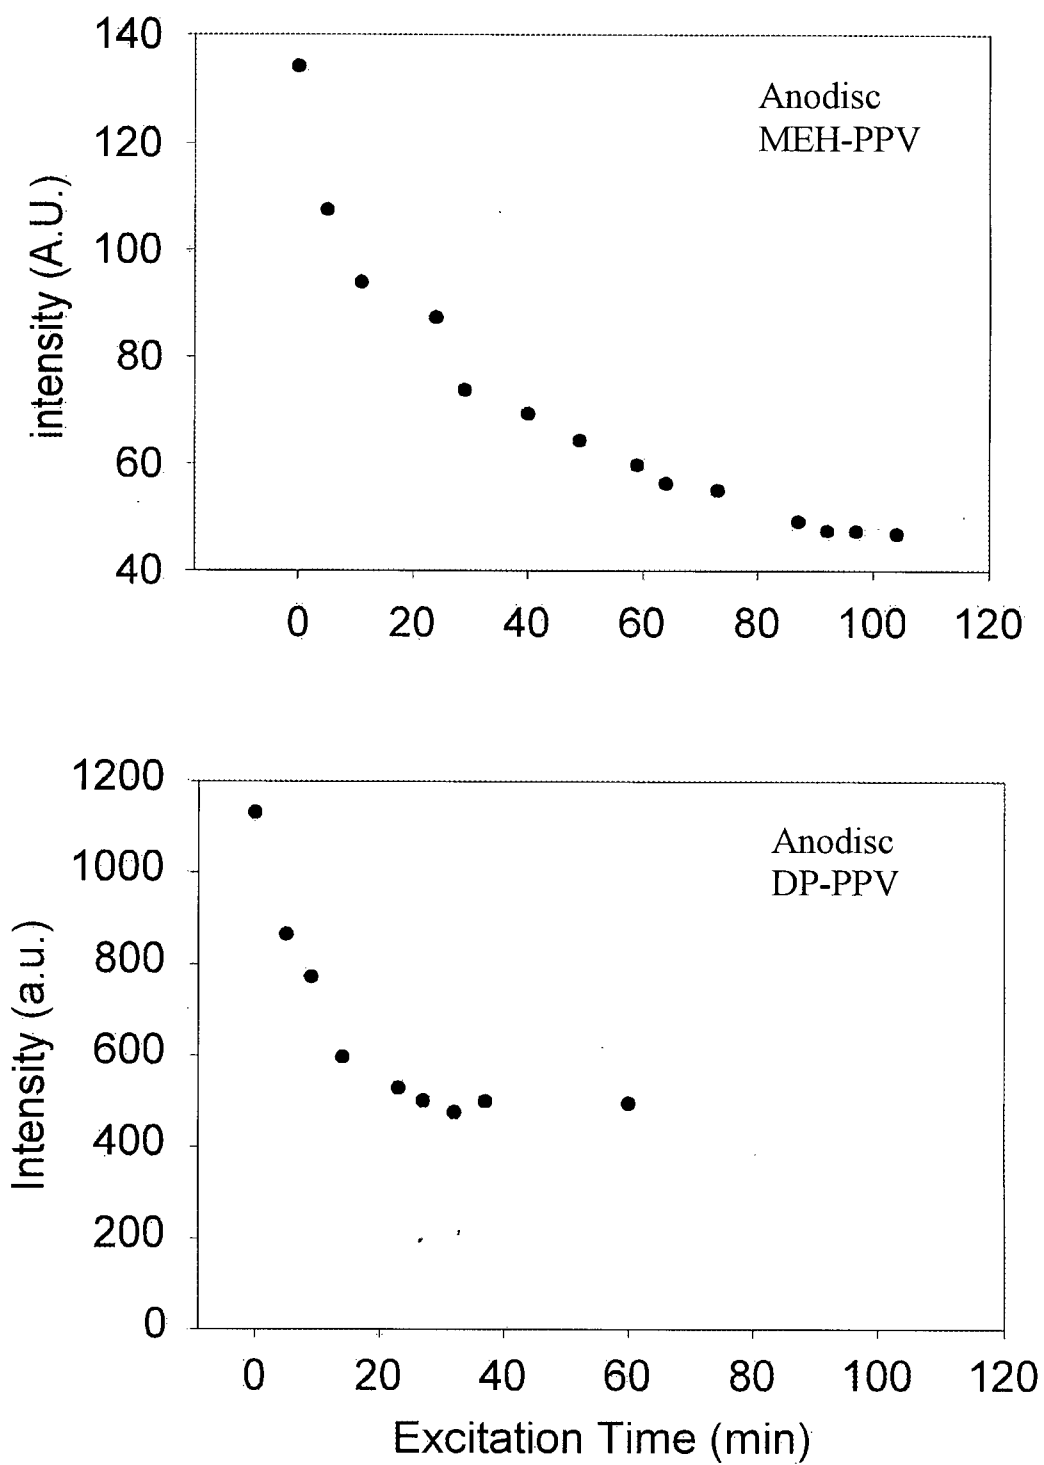 140
120
100
80
60
40
intensity (A.U.)
Anodisc
MEH-PPV
0 20 40 60 80 100 120
1200
1000
800
600
400
200
0
Intensity (a.u.)
Anodisc
DP-PPV
0 20 40 60 80 100 120
Excitation Time (min)